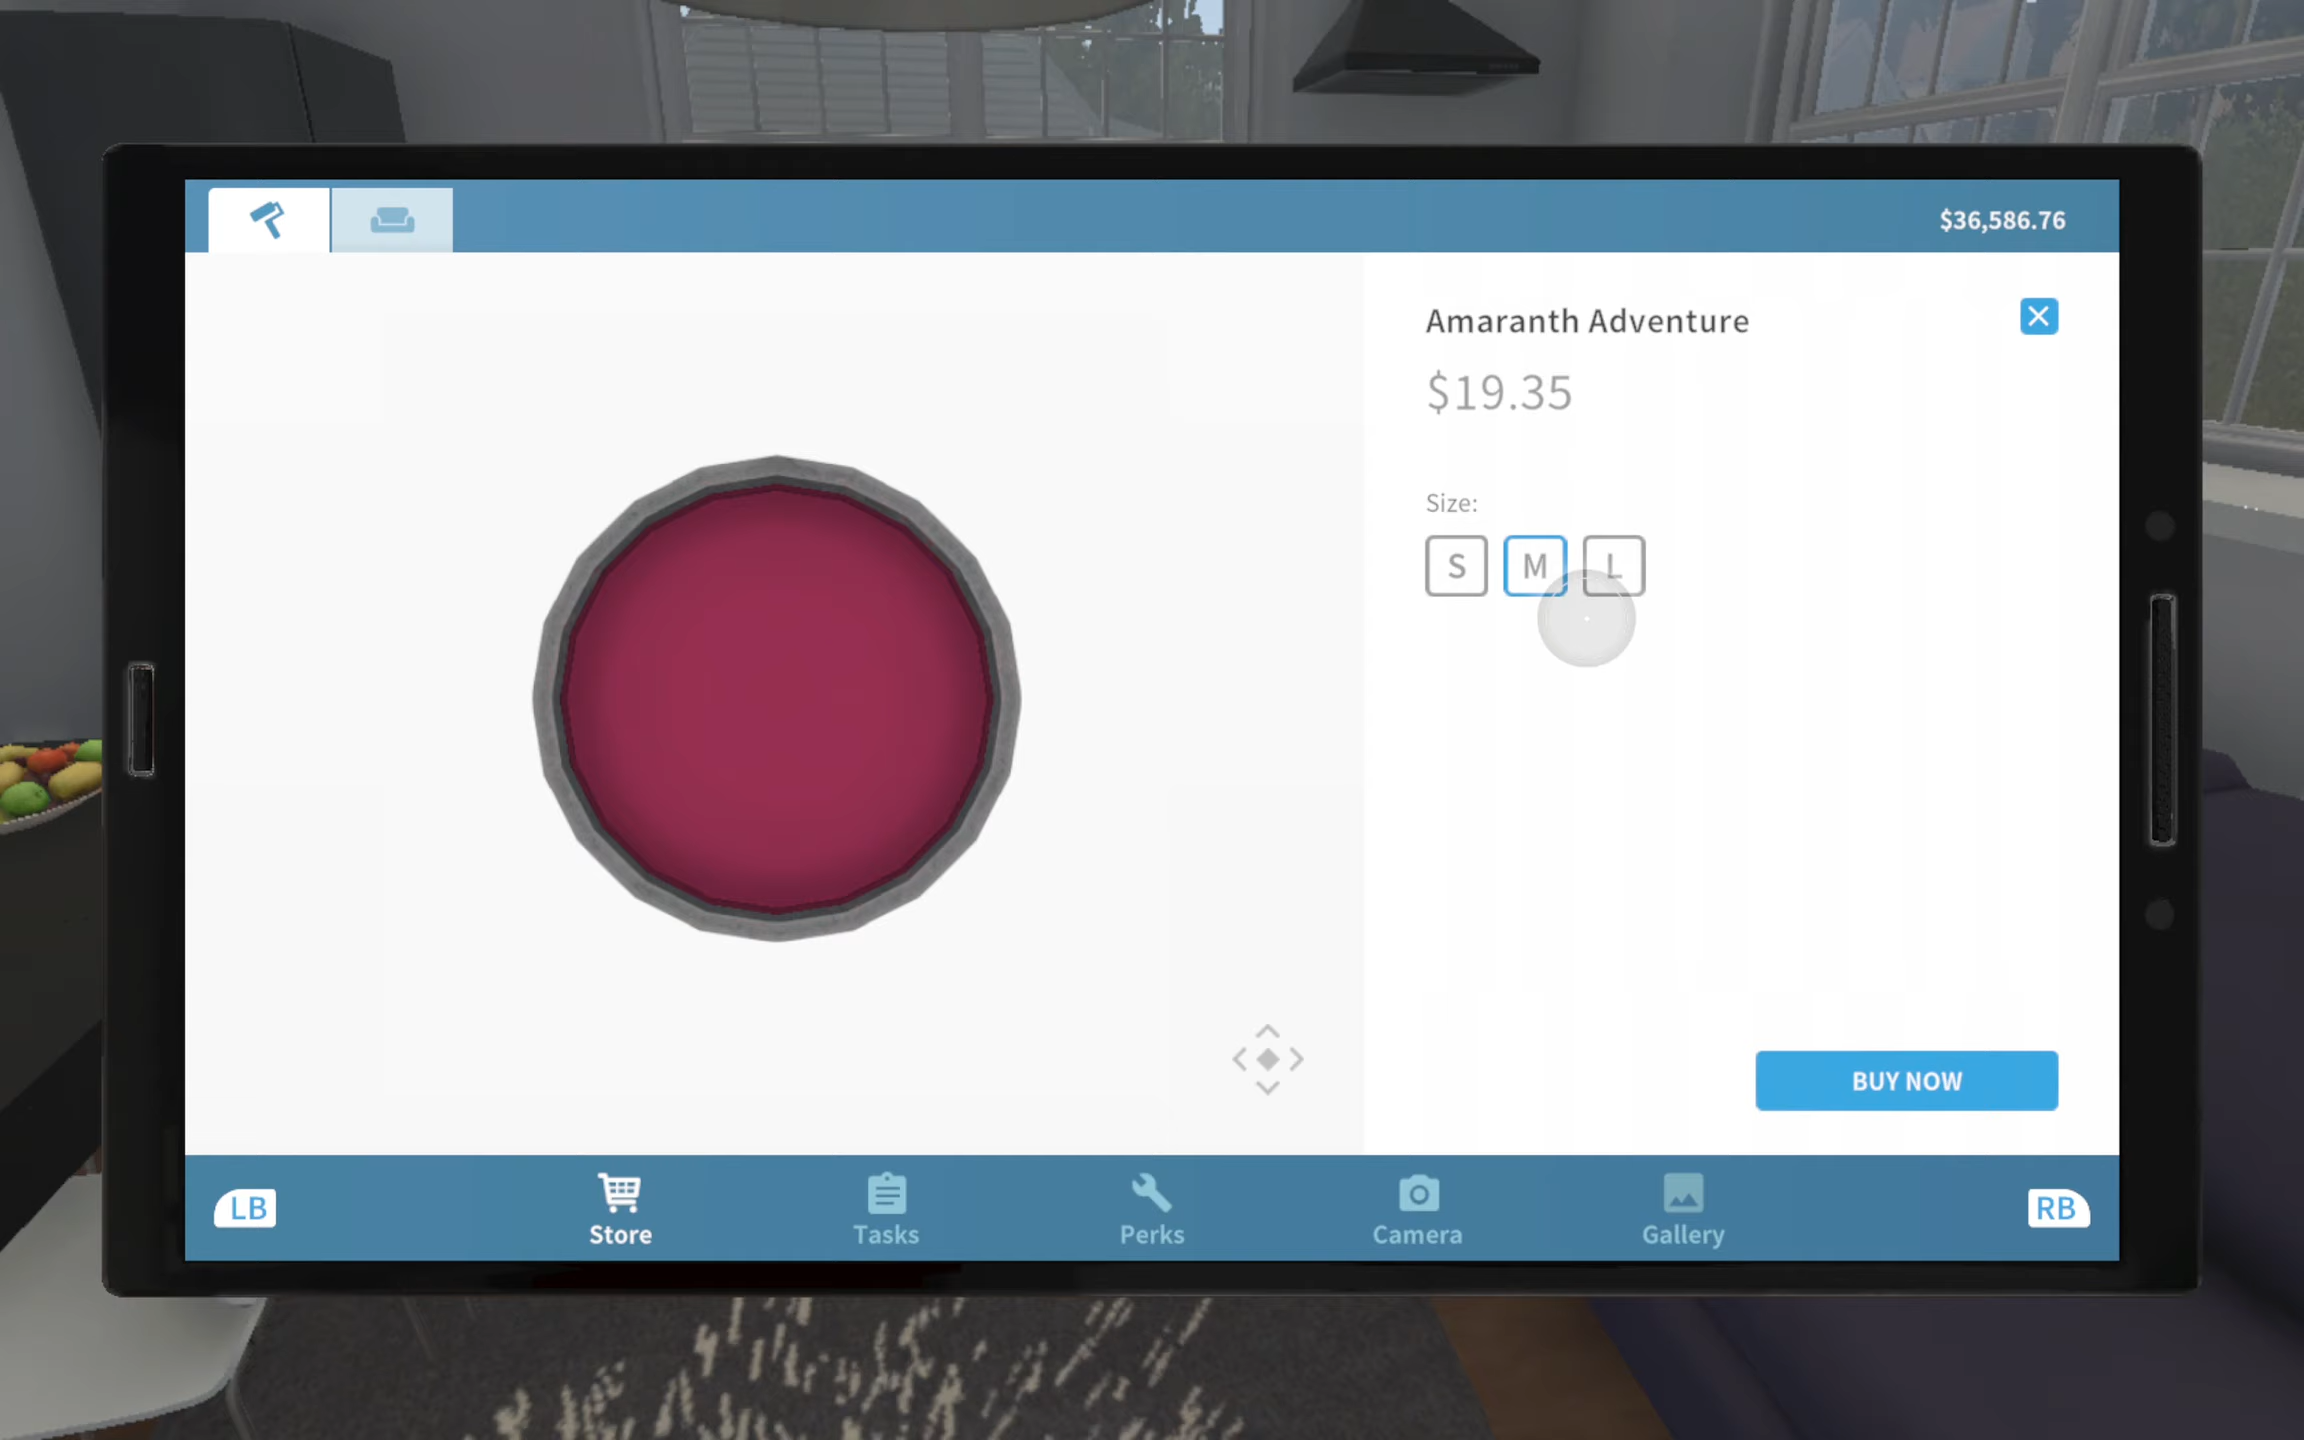 $36,586.76
Amaranth Adventure
$19.35
Size:
S M L
BUY NOW
LB Store Tasks Perks Camera Gallery RB